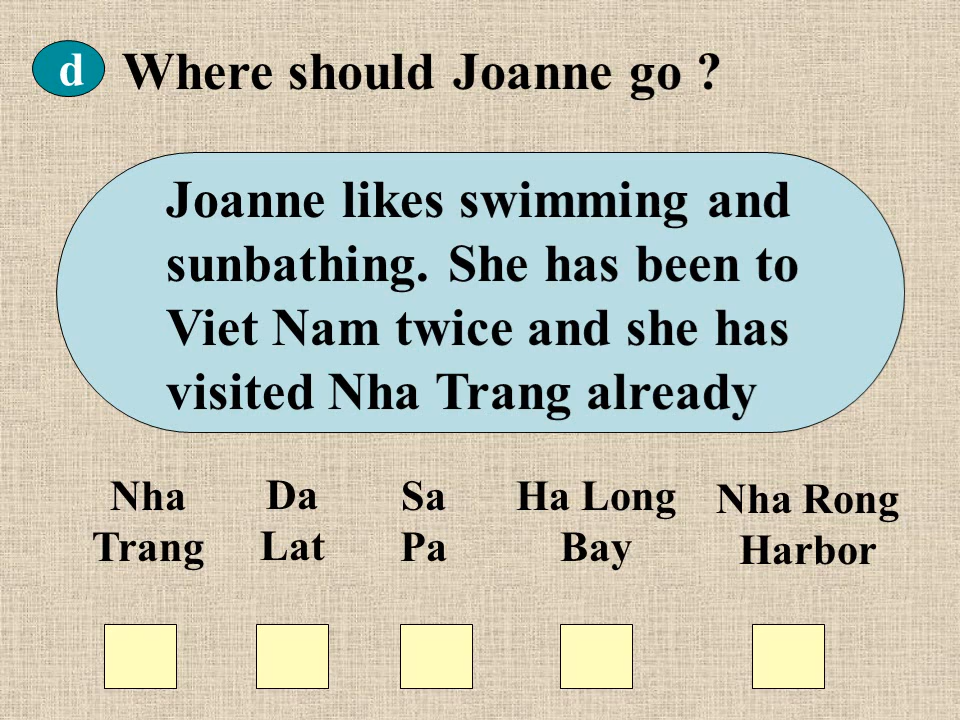 d Where should Joanne go ?
Joanne likes swimming and
sunbathing. She has been to
Viet Nam twice and she has
visited Nha Trang already
Nha
Trang
Da
Lat
Sa
Pa
Ha Long
Bay
Nha Rong
Harbor